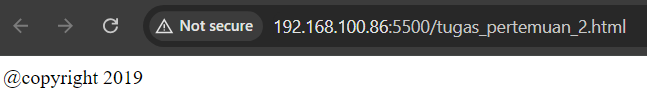 Not secure 192.168.100.86:5500/tugas_pertemuan_2.html
@copyright 2019